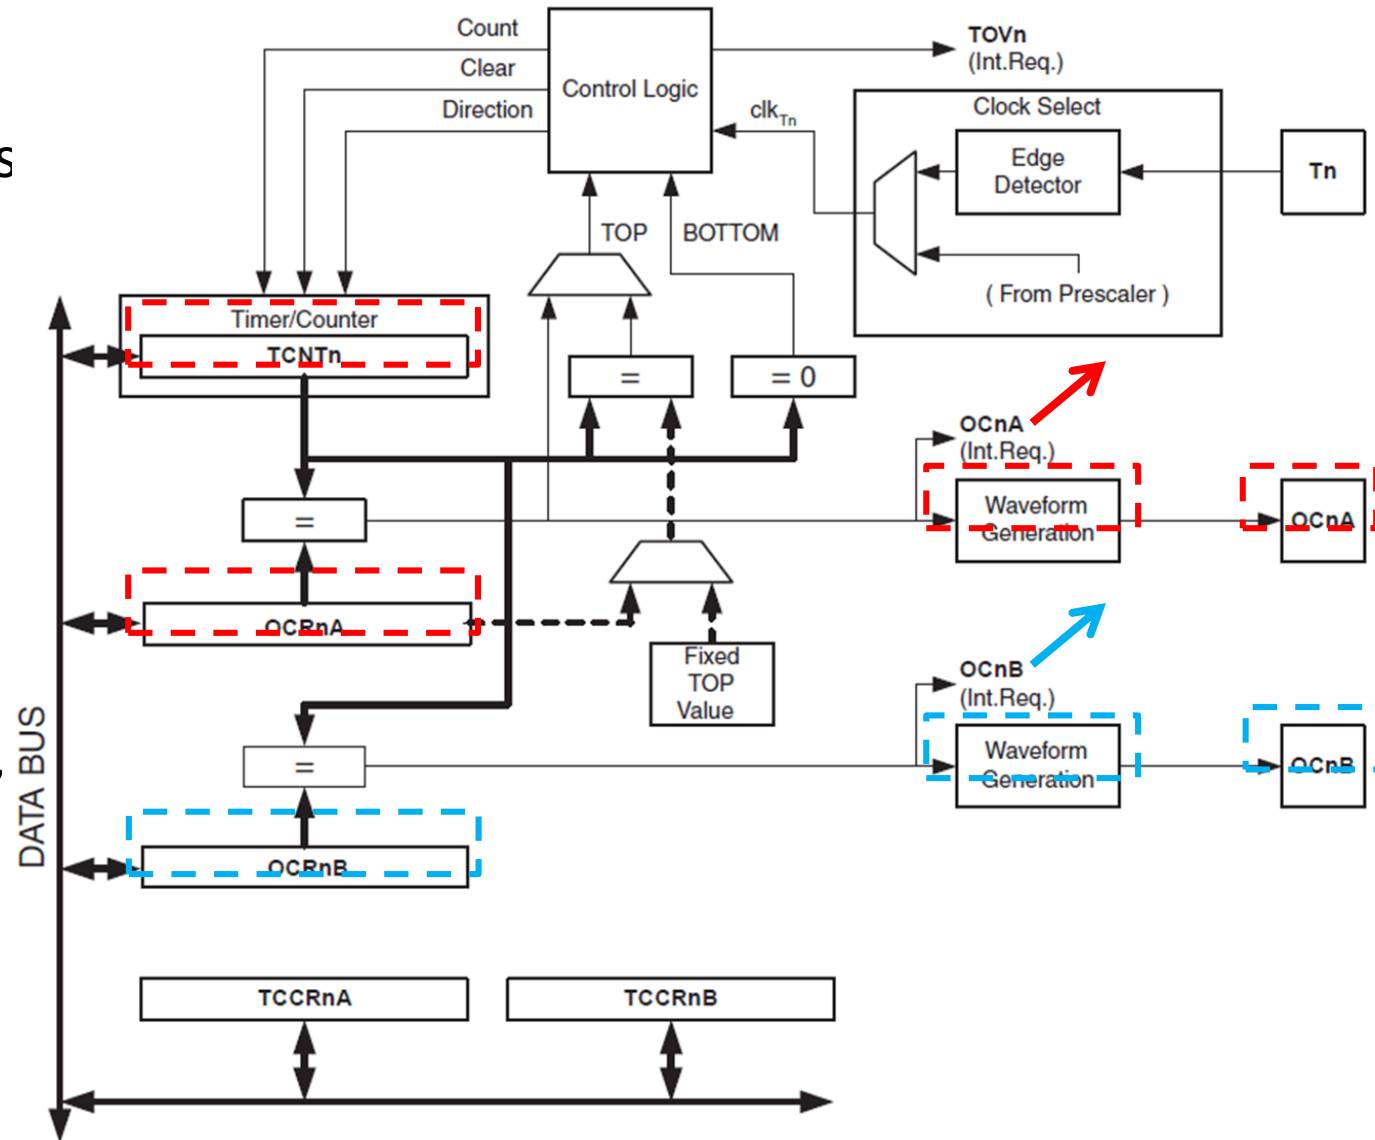 Count
Clear
Direction
Control Logic
TOVn
(Int.Req.)
clkTn
Clock Select
Edge
Detector
Tn
s
TOP
BOTTOM
( From Prescaler )
Timer/Counter
TCNTn
=
= 0
OCnA
(Int.Req.)
=
Waveform
Generation
OCnA
OCRnA
Fixed
TOP
Value
OCnB
(Int.Req.)
DATA BUS
,
=
Waveform
Generation
OCnB
OCRnB
TCCRnA
TCCRnB